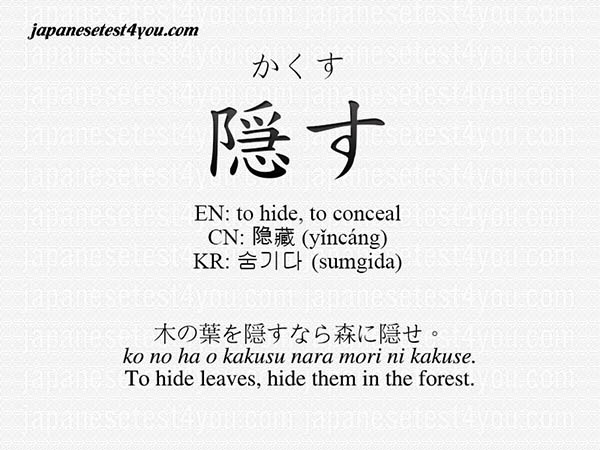 japanesetest4you.com
かくす
隠す
EN: to hide, to conceal
CN: 隐藏 (yǐncáng)
KR: 숨기다 (sumgida)
木の葉を隠すなら森に隠せ。
ko no ha o kakusu nara mori ni kakuse.
To hide leaves, hide them in the forest.